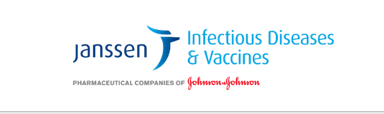 janssen
Infectious Diseases
& Vaccines
PHARMACEUTICAL COMPANIES OF Johnson & Johnson